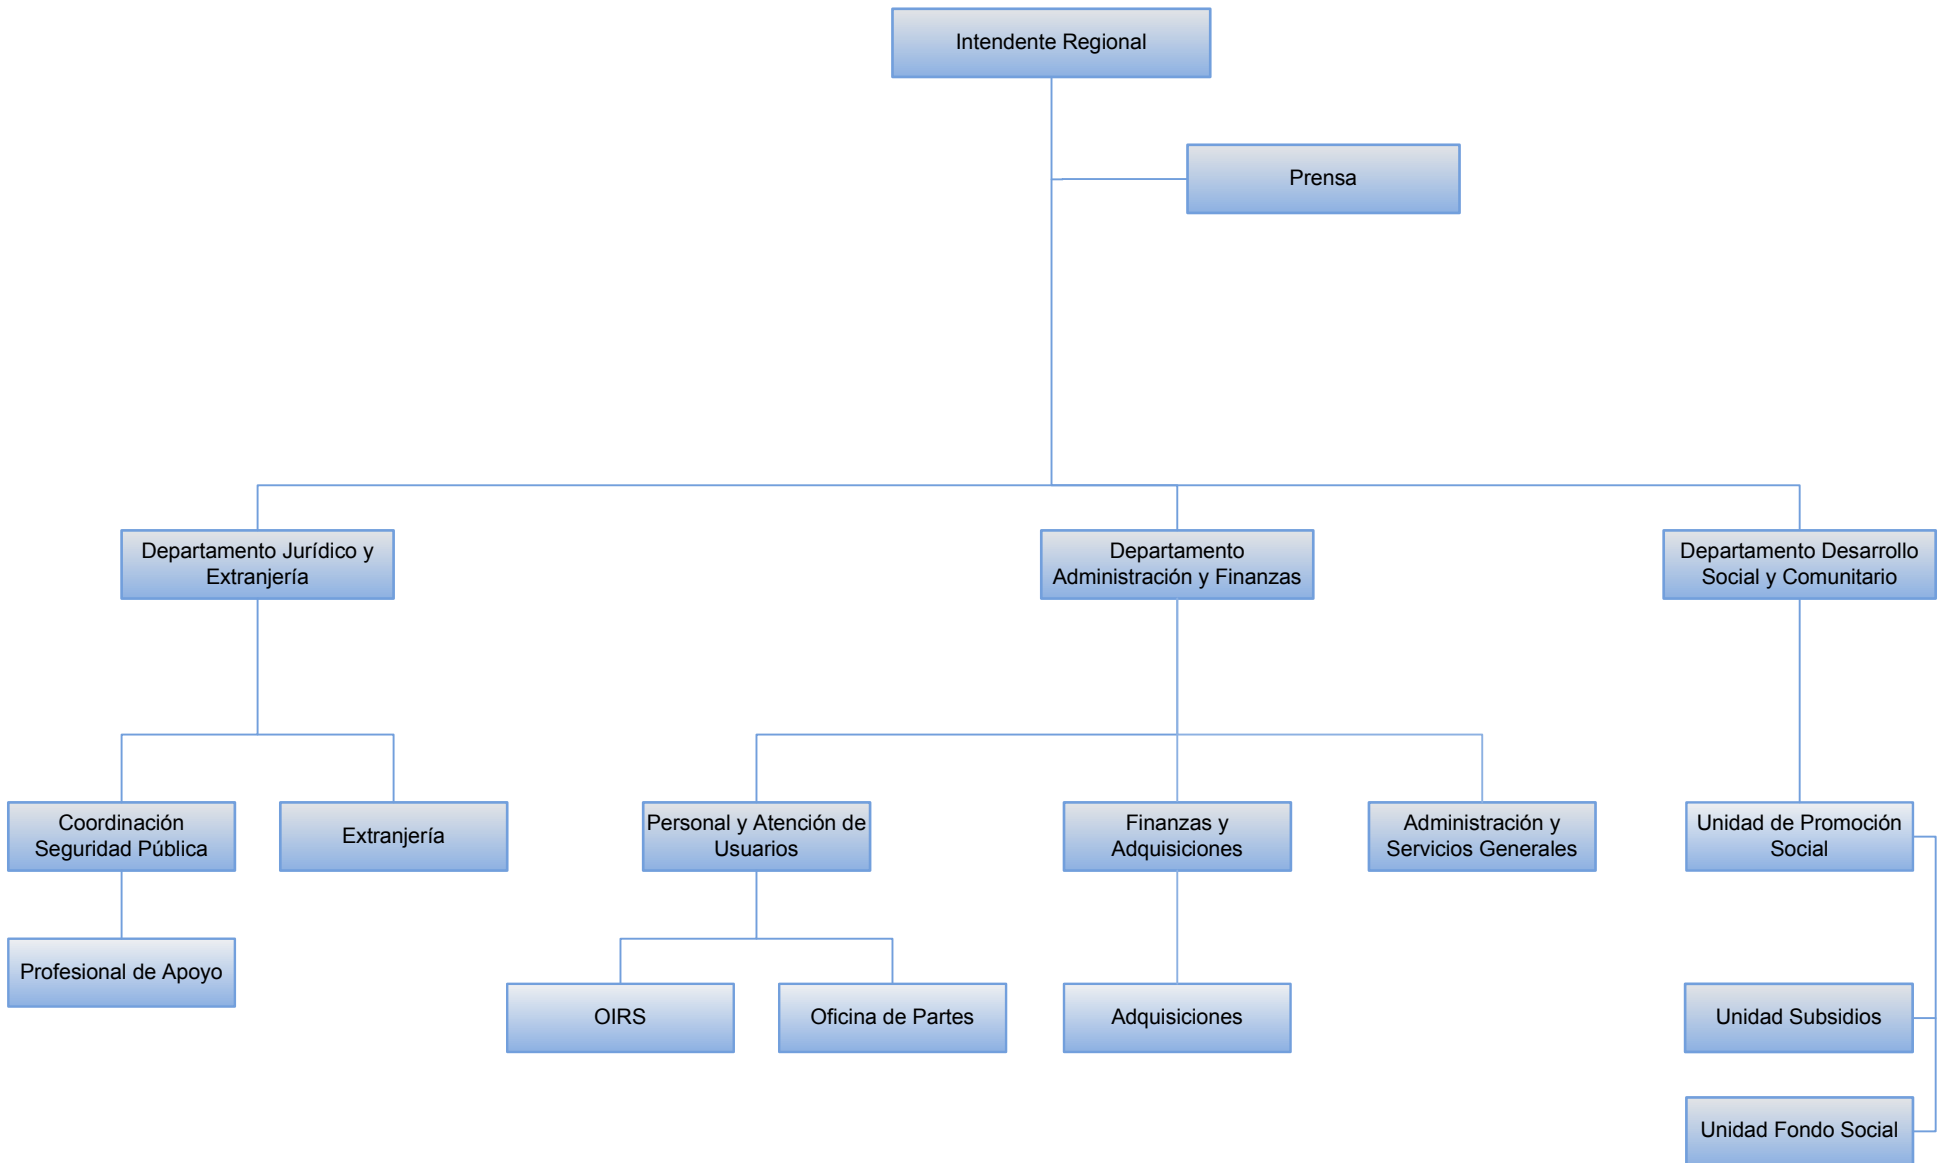 Intendente Regional
Prensa
Departamento Jurídico y
Extranjería
Departamento
Administración y Finanzas
Departamento Desarrollo
Social y Comunitario
Coordinación
Seguridad Pública
Extranjería
Personal y Atención de
Usuarios
Finanzas y
Adquisiciones
Administración y
Servicios Generales
Unidad de Promoción
Social
Profesional de Apoyo
OIRS
Oficina de Partes
Adquisiciones
Unidad Subsidios
Unidad Fondo Social